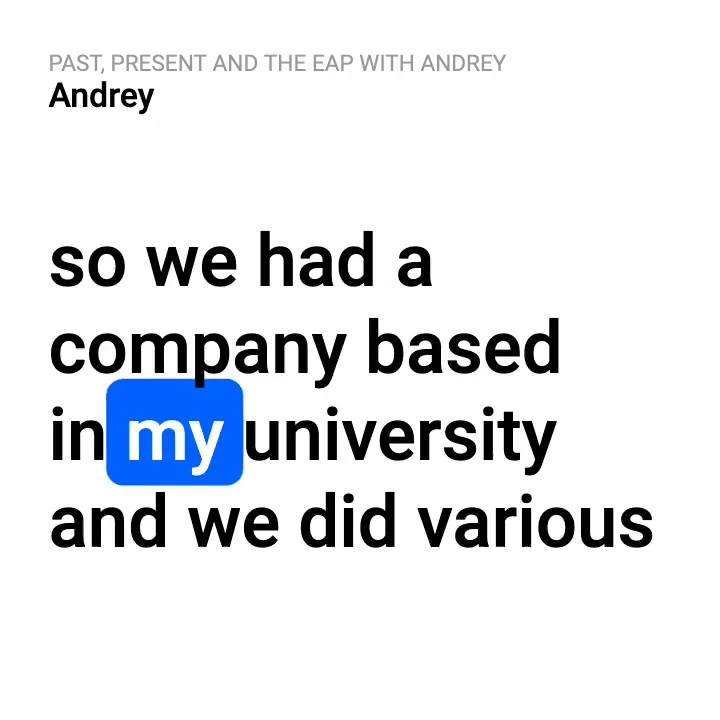 PAST, PRESENT AND THE EAP WITH ANDREY
Andrey
so we had a
company based
in my university
and we did various